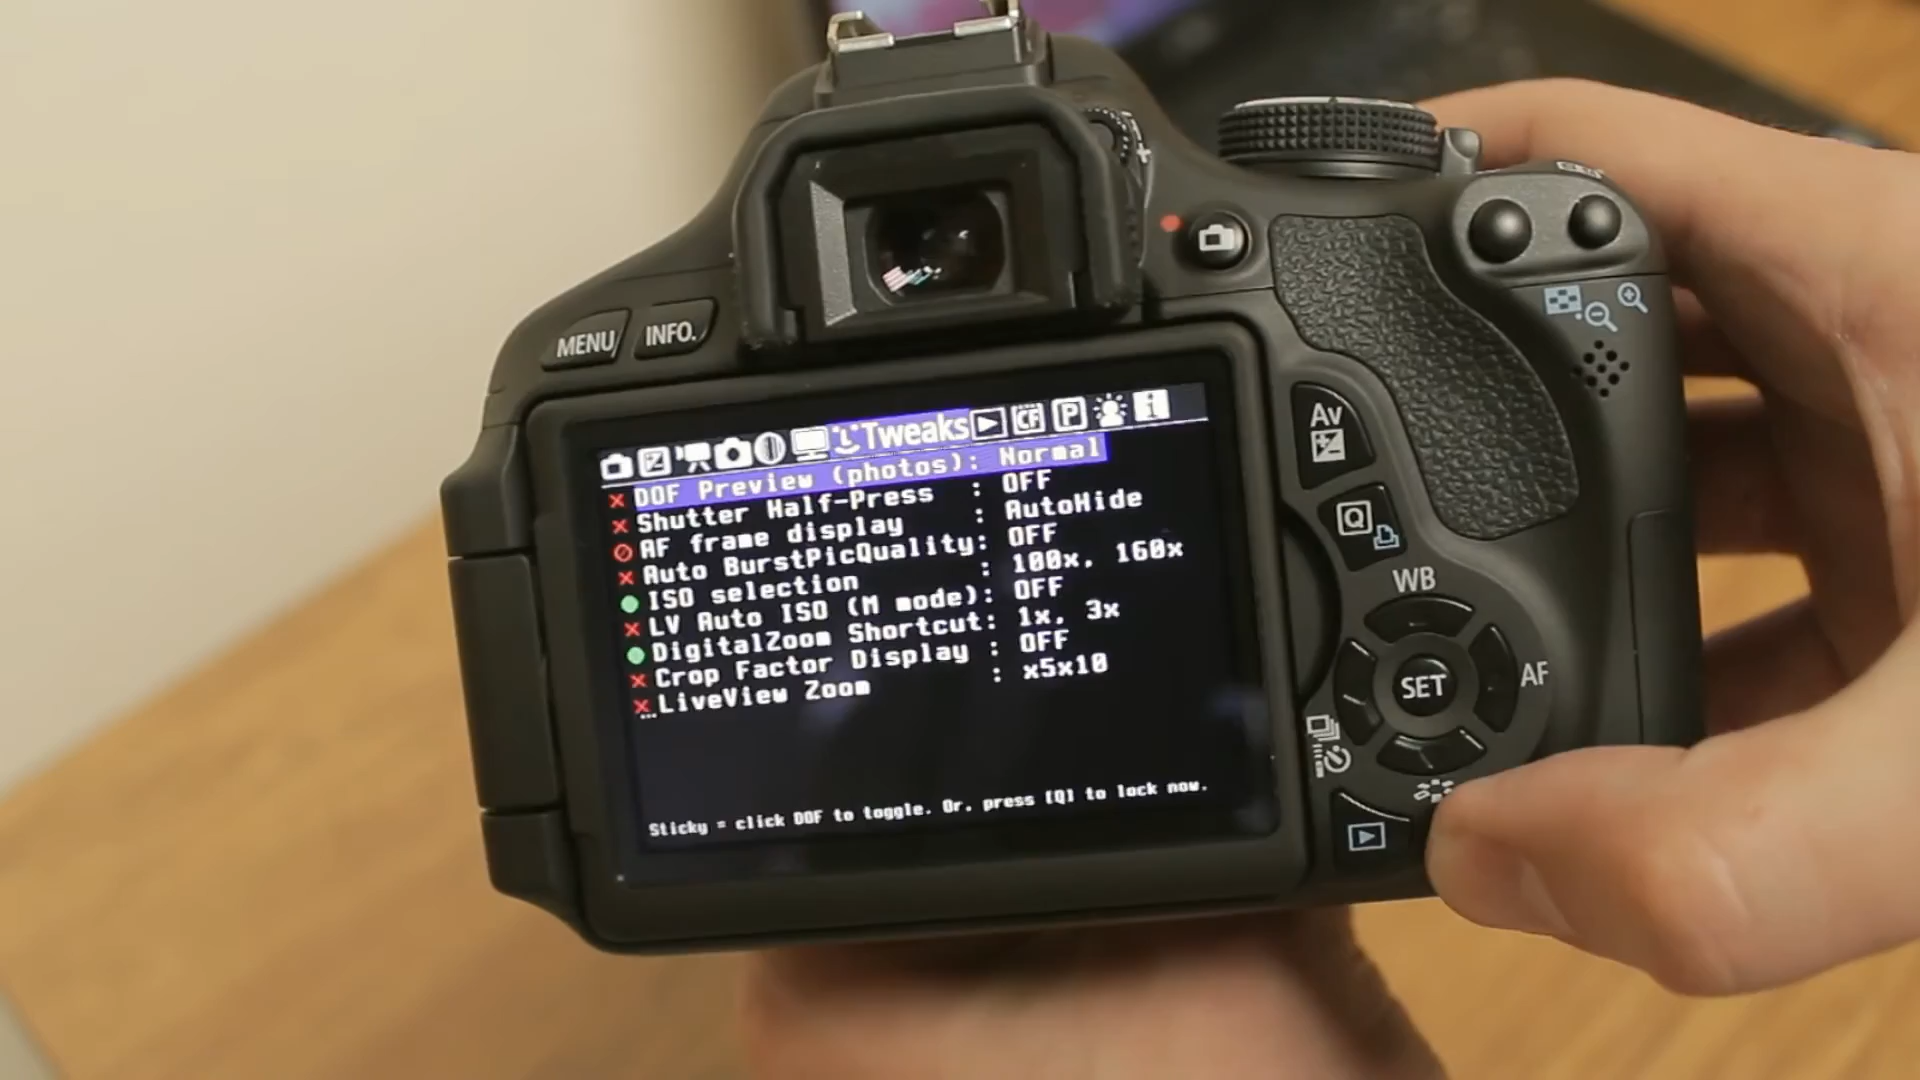 MENU INFO.
Tweaks CF P i
DOF Preview (photos): Normal
Shutter Half-Press : OFF
AF frame display : AutoHide
Auto BurstPicQuality: OFF
ISO selection : 100x, 160x
LV Auto ISO (M mode): OFF
DigitalZoom Shortcut: 1x, 3x
Crop Factor Display : OFF
LiveView Zoom : x5x10
Sticky = click DOF to toggle. Or, press [Q] to lock now.
Av
Q
WB
SET
AF